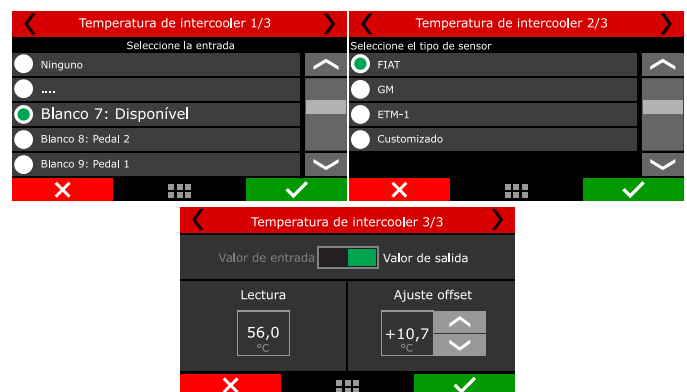 Temperatura de intercooler 1/3
Seleccione la entrada
Ninguno
....
Blanco 7: Disponível
Blanco 8: Pedal 2
Blanco 9: Pedal 1
Temperatura de intercooler 2/3
Seleccione el tipo de sensor
FIAT
GM
ETM-1
Customizado
Temperatura de intercooler 3/3
Valor de entrada Valor de salida
Lectura
56,0
°C
Ajuste offset
+10,7
°C